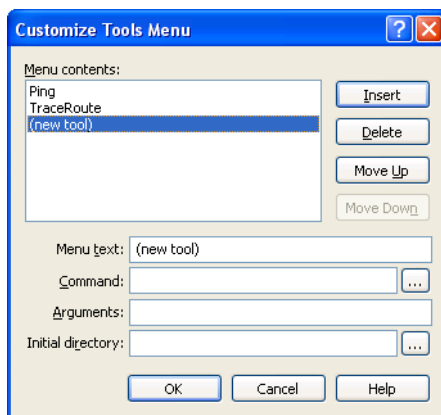 Customize Tools Menu
Menu contents:
Ping
TraceRoute
(new tool)
Insert
Delete
Move Up
Move Down
Menu text: (new tool)
Command: ...
Arguments:
Initial directory: ...
OK Cancel Help